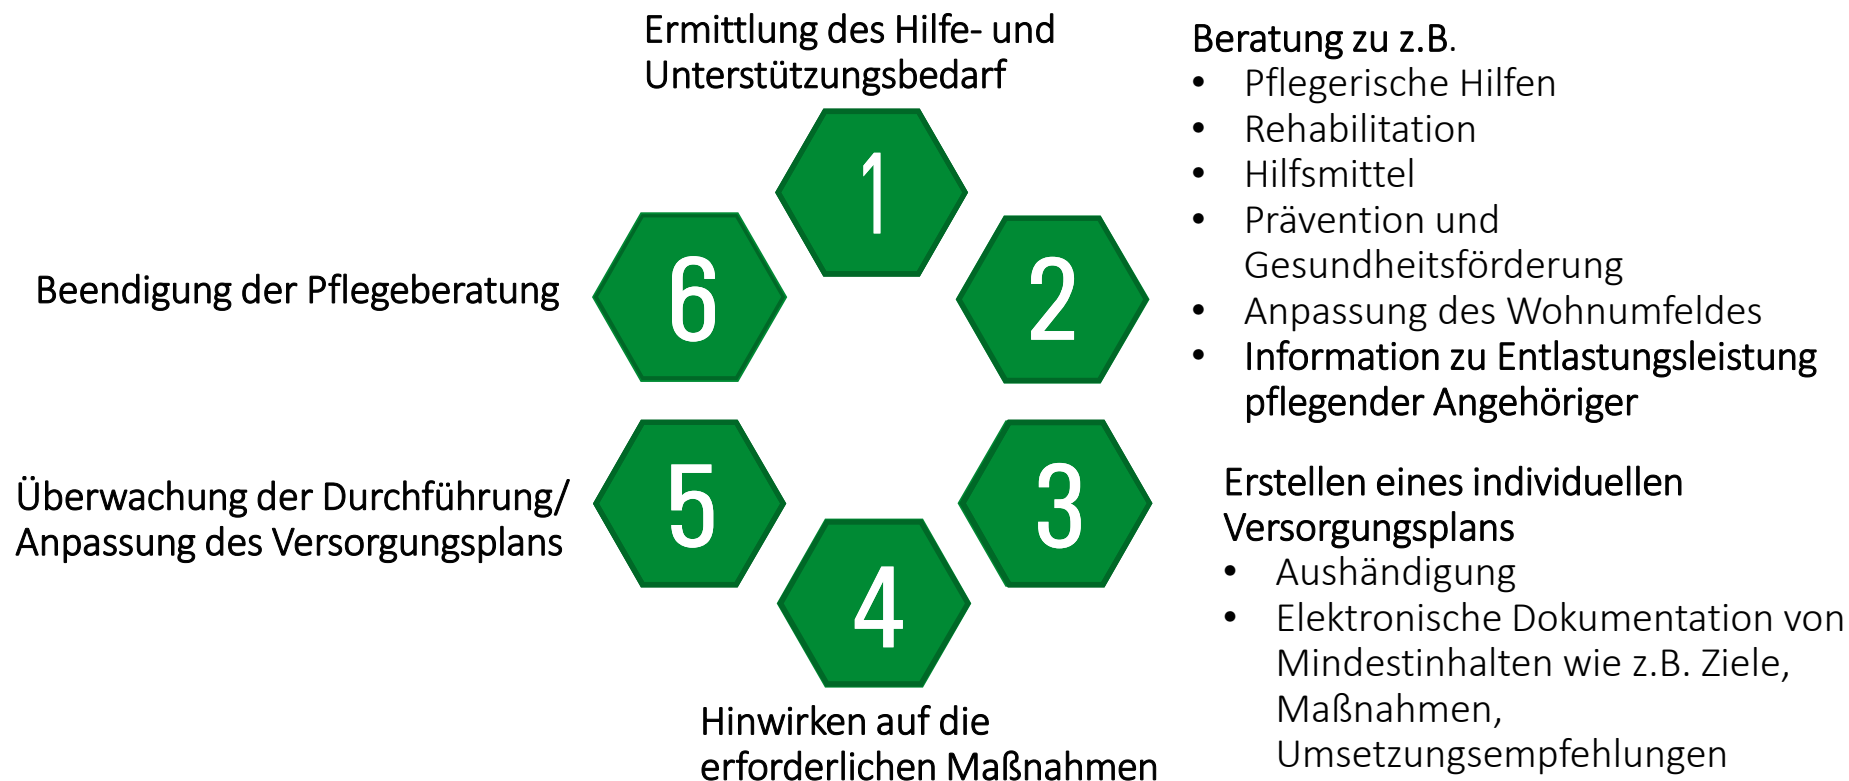 Ermittlung des Hilfe- und
Unterstützungsbedarf
1
Beratung zu z.B.
• Pflegerische Hilfen
• Rehabilitation
• Hilfsmittel
• Prävention und
Gesundheitsförderung
• Anpassung des Wohnumfeldes
• Information zu Entlastungsleistung
pflegender Angehöriger
2
Erstellen eines individuellen
Versorgungsplans
• Aushändigung
• Elektronische Dokumentation von
Mindestinhalten wie z.B. Ziele,
Maßnahmen,
Umsetzungsempfehlungen
3
4
Hinwirken auf die
erforderlichen Maßnahmen
5
Überwachung der Durchführung/
Anpassung des Versorgungsplans
6
Beendigung der Pflegeberatung